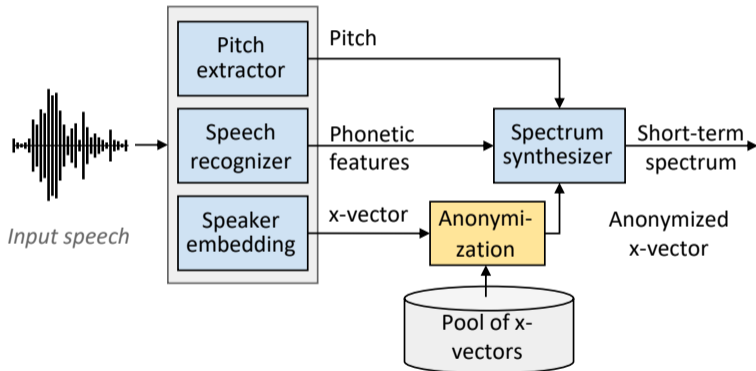 Pitch
extractor
Pitch
Input speech
Speech
recognizer
Phonetic
features
Spectrum
synthesizer
Short-term
spectrum
Speaker
embedding
x-vector
Anonymi-
zation
Anonymized
x-vector
Pool of x-
vectors